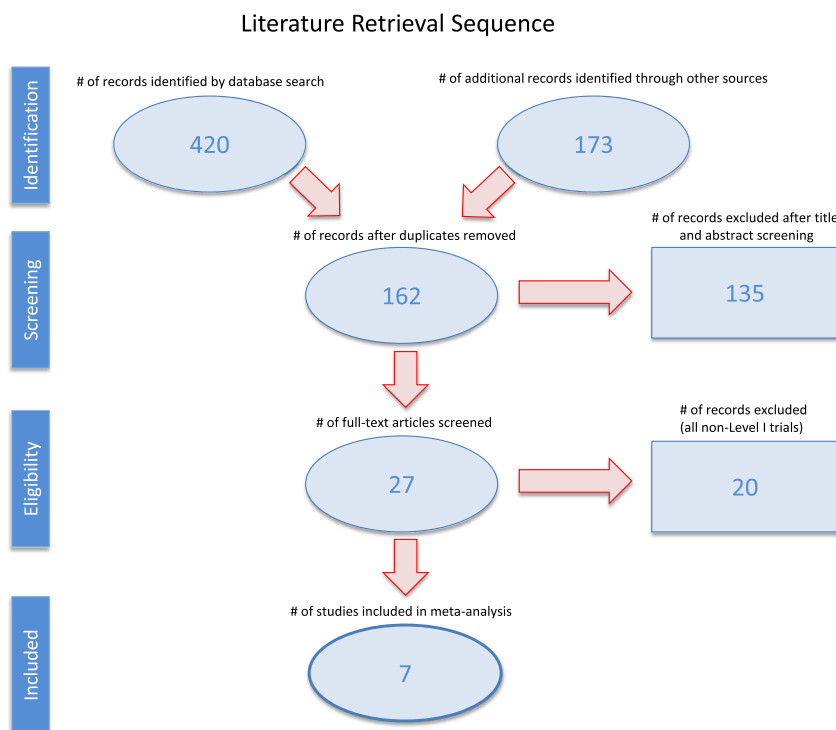 Literature Retrieval Sequence
Identification
# of records identified by database search
420
# of additional records identified through other sources
173
Screening
# of records after duplicates removed
162
# of records excluded after title
and abstract screening
135
Eligibility
# of full-text articles screened
27
# of records excluded
(all non-Level I trials)
20
Included
# of studies included in meta-analysis
7